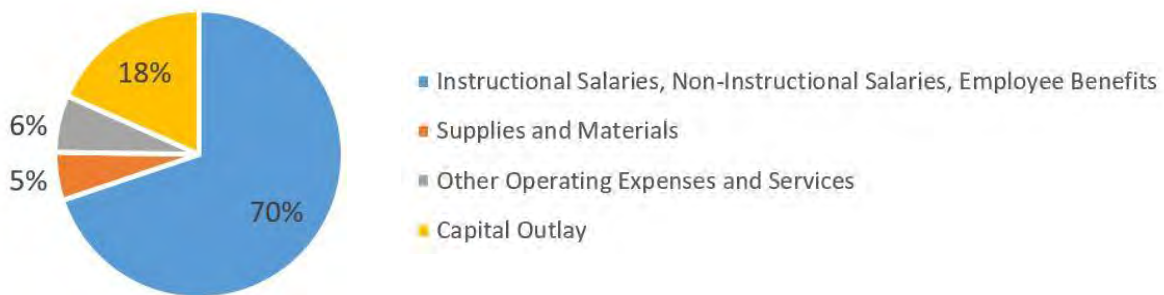 18%
6%
5%
70%
Instructional Salaries, Non-Instructional Salaries, Employee Benefits
Supplies and Materials
Other Operating Expenses and Services
Capital Outlay